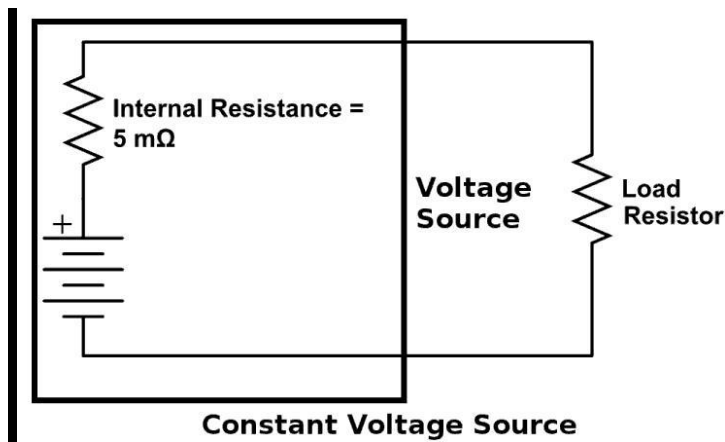 Internal Resistance =
5 mΩ
+
Voltage
Source
Load
Resistor
Constant Voltage Source